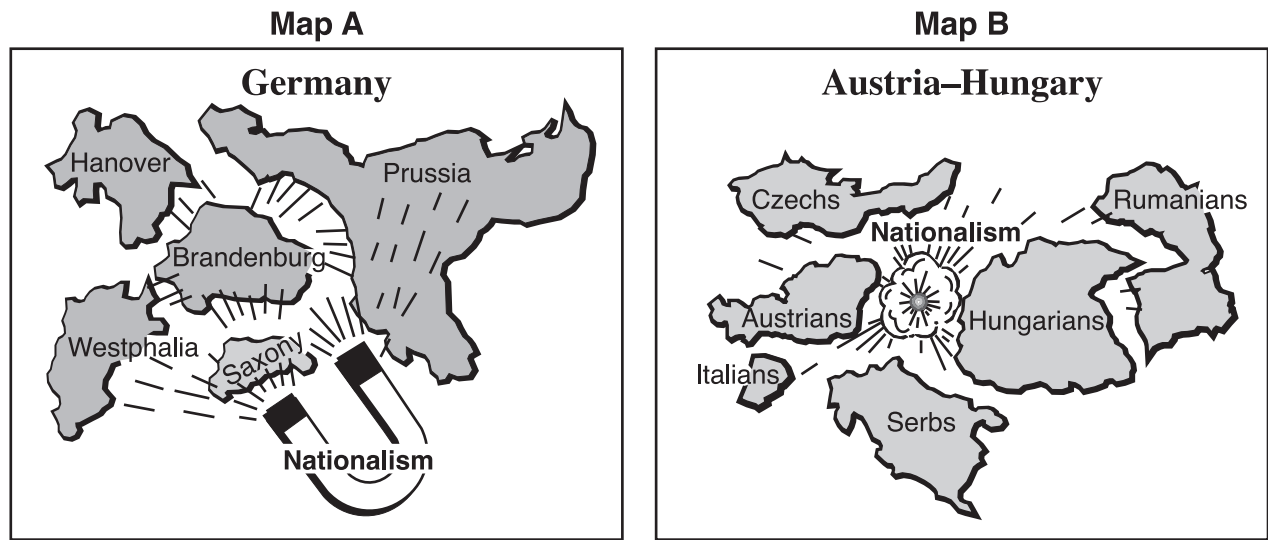 Map A
Germany
Hanover
Prussia
Brandenburg
Westphalia
Saxony
Nationalism
Map B
Austria–Hungary
Czechs
Rumanians
Nationalism
Austrians
Hungarians
Italians
Serbs